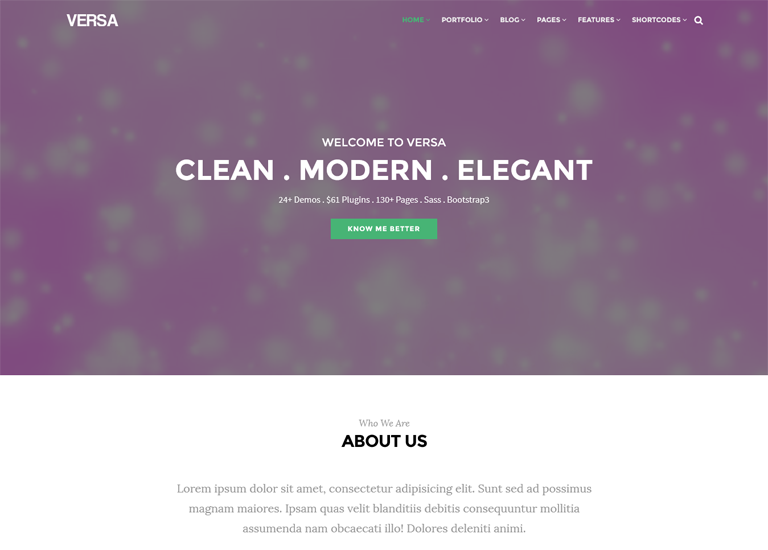 VERSA
HOME PORTFOLIO BLOG PAGES FEATURES SHORTCODES
WELCOME TO VERSA
CLEAN . MODERN . ELEGANT
24+ Demos . $61 Plugins . 130+ Pages . Sass . Bootstrap3
KNOW ME BETTER
Who We Are
ABOUT US
Lorem ipsum dolor sit amet, consectetur adipisicing elit. Sunt sed ad possimus
magnam maiores. Ipsam quas velit blanditiis debitis consequuntur mollitia
assumenda nam obcaecati illo! Dolores deleniti animi.